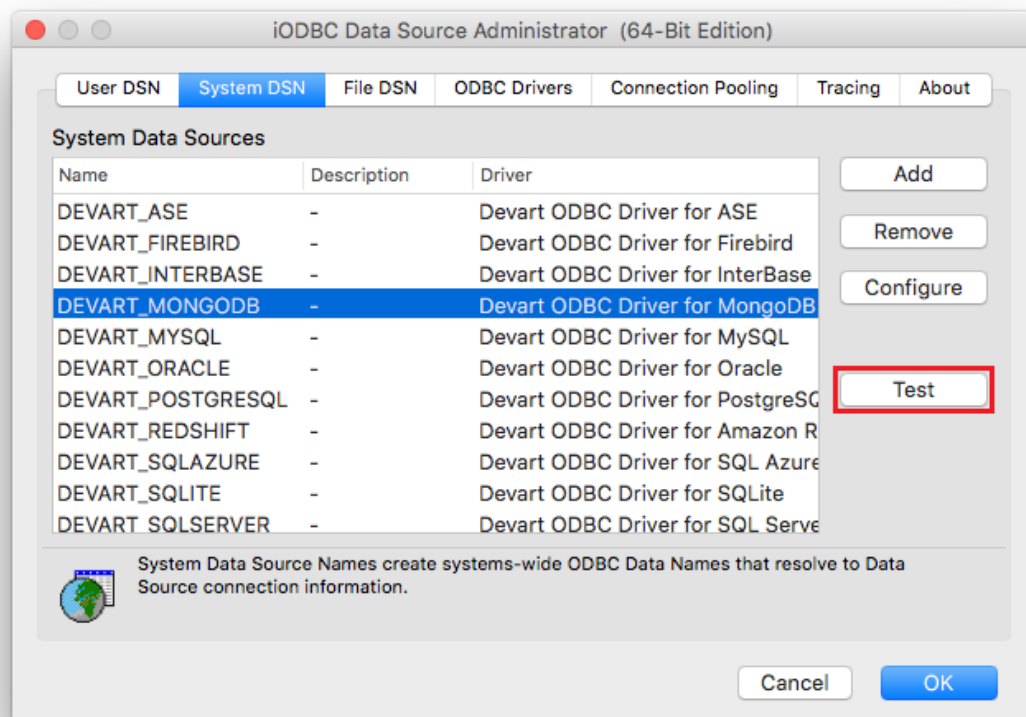 iODBC Data Source Administrator (64-Bit Edition)
User DSN System DSN File DSN ODBC Drivers Connection Pooling Tracing About
System Data Sources
Name Description Driver
DEVART_ASE - Devart ODBC Driver for ASE
DEVART_FIREBIRD - Devart ODBC Driver for Firebird
DEVART_INTERBASE - Devart ODBC Driver for InterBase
DEVART_MONGODB - Devart ODBC Driver for MongoDB
DEVART_MYSQL - Devart ODBC Driver for MySQL
DEVART_ORACLE - Devart ODBC Driver for Oracle
DEVART_POSTGRESQL - Devart ODBC Driver for PostgreSQ
DEVART_REDSHIFT - Devart ODBC Driver for Amazon R
DEVART_SQLAZURE - Devart ODBC Driver for SQL Azure
DEVART_SQLITE - Devart ODBC Driver for SQLite
DEVART_SQLSERVER - Devart ODBC Driver for SQL Serve
Add
Remove
Configure
Test
System Data Source Names create systems-wide ODBC Data Names that resolve to Data
Source connection information.
Cancel OK